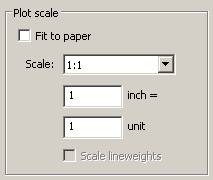 Plot scale
Fit to paper
Scale: 1:1
1 inch =
1 unit
Scale lineweights